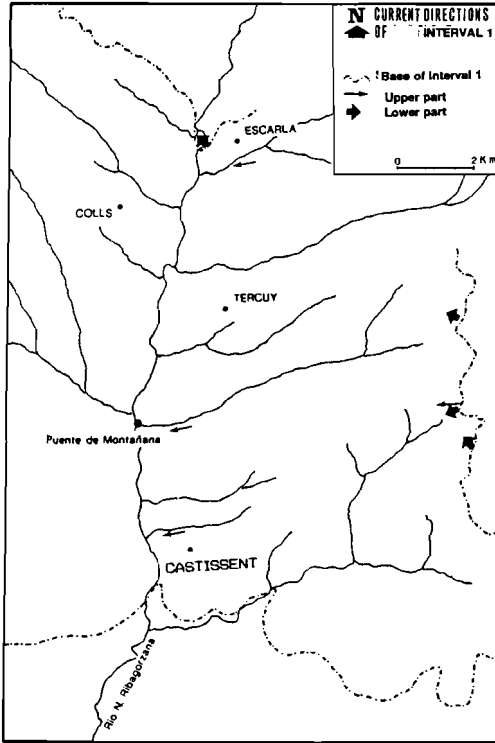 N CURRENT DIRECTIONS
OF INTERVAL 1
Base of Interval 1
Upper part
Lower part
0 2 Km
ESCARLA
COLLS
TERCUY
Puente de Montañana
CASTISSENT
Rio N. Ribagorzana